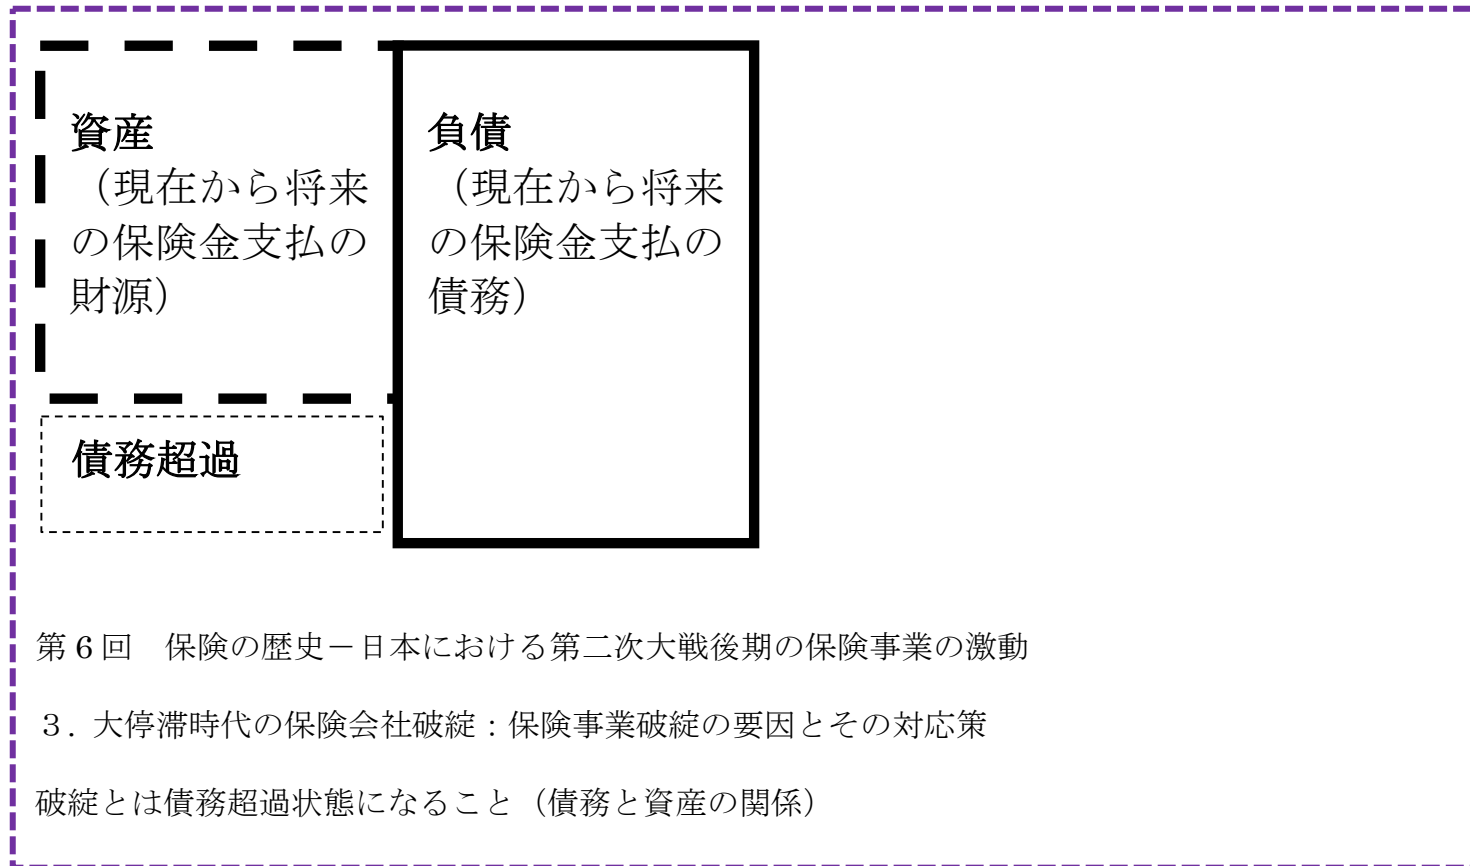 資産
（現在から将来
の保険金支払の
財源）
負債
（現在から将来
の保険金支払の
債務）
債務超過
第6回　保険の歴史－日本における第二次大戦後期の保険事業の激動
３．大停滞時代の保険会社破綻：保険事業破綻の要因とその対応策
破綻とは債務超過状態になること（債務と資産の関係）